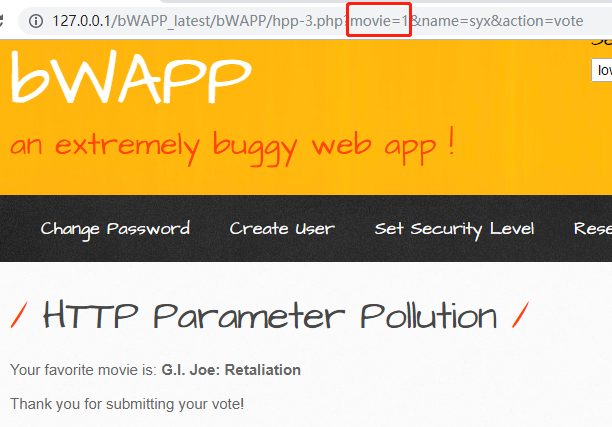 127.0.0.1/bWAPP_latest/bWAPP/hpp-3.php?movie=1&name=syx&action=vote
bWAPP
an extremely buggy web app !
Change Password Create User Set Security Level Rese
/ HTTP Parameter Pollution /
Your favorite movie is: G.I. Joe: Retaliation
Thank you for submitting your vote!